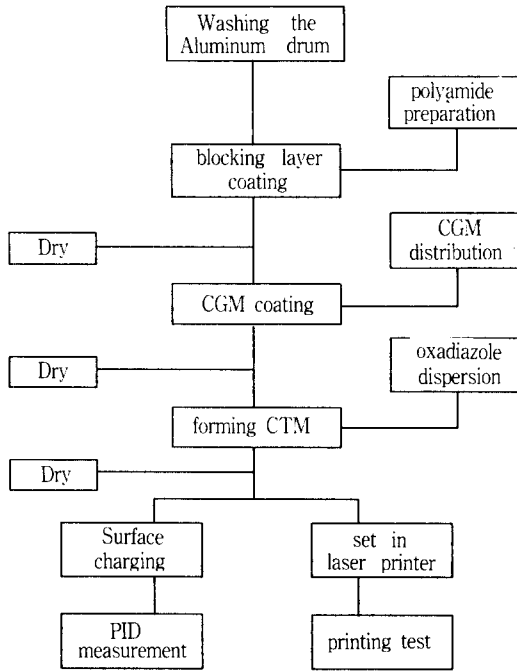 Washing the
Aluminum drum
polyamide
preparation
blocking layer
coating
Dry
CGM
distribution
CGM coating
Dry
oxadiazole
dispersion
forming CTM
Dry
Surface
charging
set in
laser printer
PID
measurement
printing test